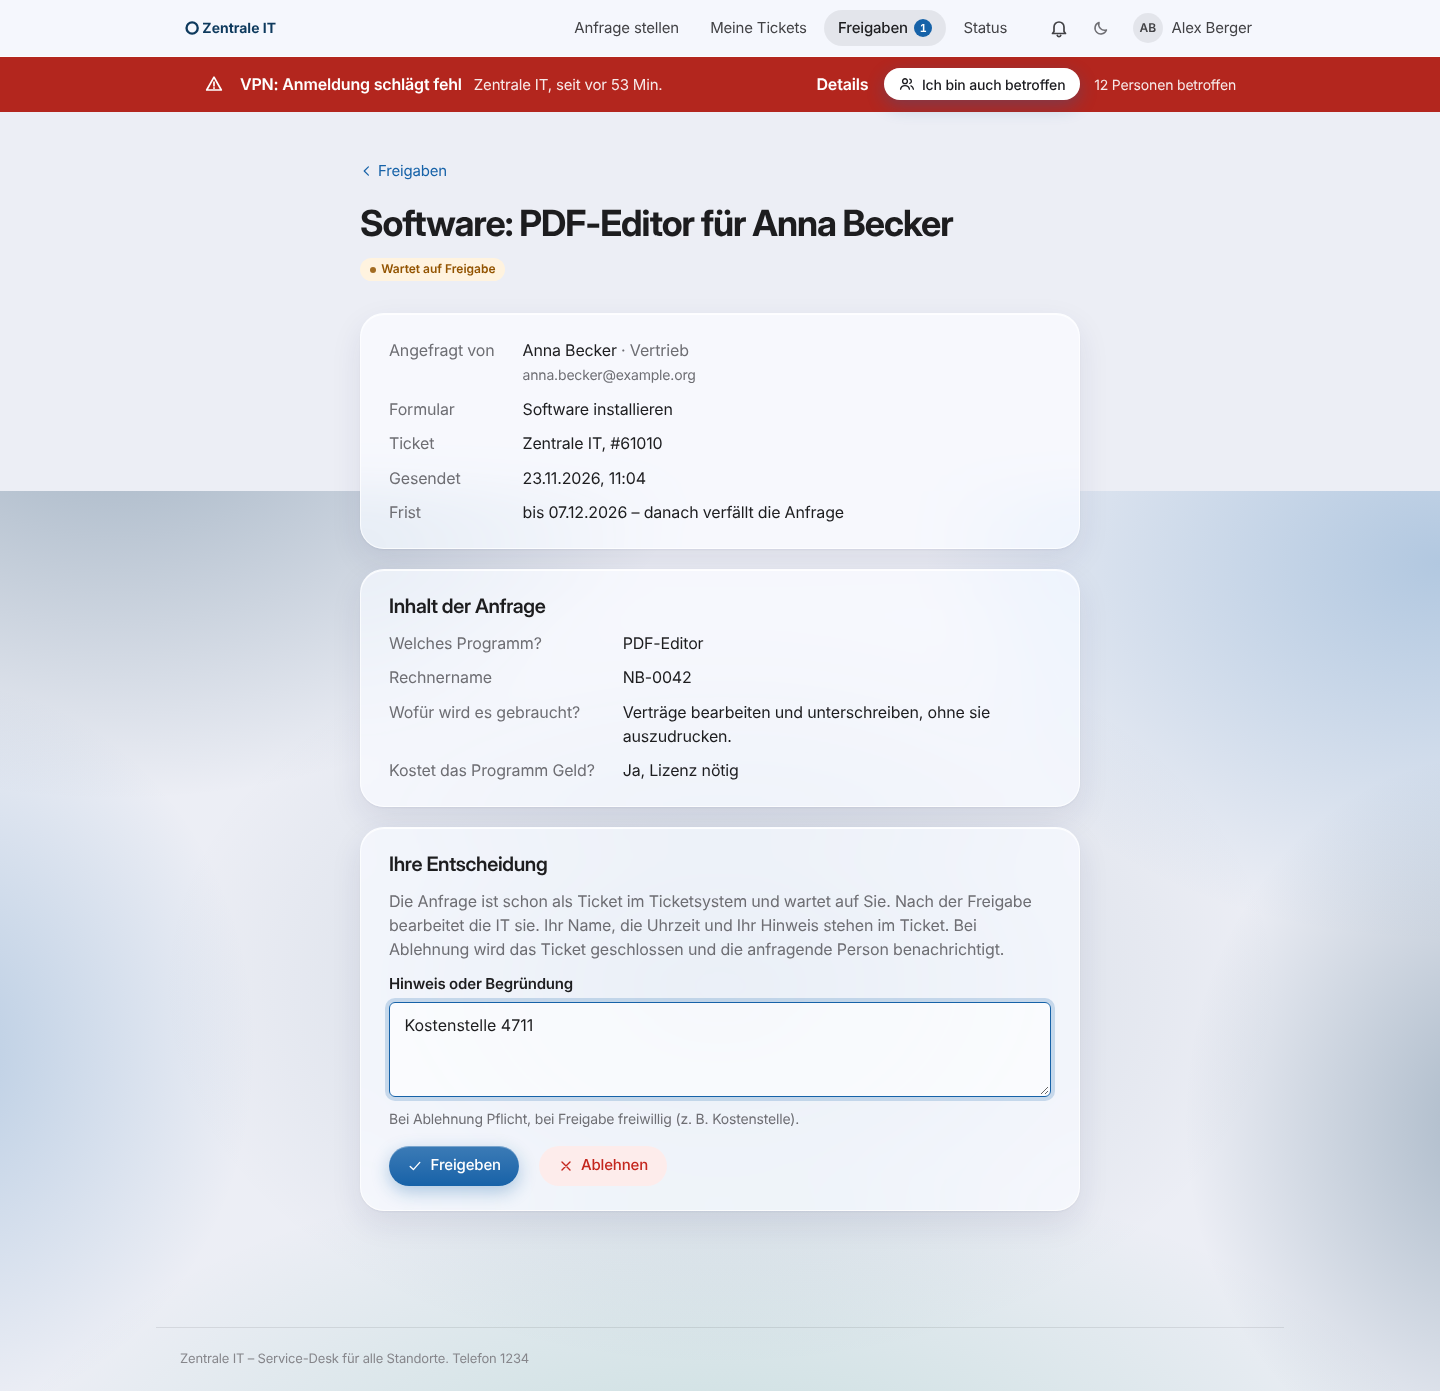 Zentrale IT
Anfrage stellen
Meine Tickets
Freigaben 1
Status
AB
Alex Berger
VPN: Anmeldung schlägt fehl
Zentrale IT, seit vor 53 Min.
Details
Ich bin auch betroffen
12 Personen betroffen
Freigaben
Software: PDF-Editor für Anna Becker
Wartet auf Freigabe
Angefragt von
Anna Becker · Vertrieb
anna.becker@example.org
Formular
Software installieren
Ticket
Zentrale IT, #61010
Gesendet
23.11.2026, 11:04
Frist
bis 07.12.2026 – danach verfällt die Anfrage
Inhalt der Anfrage
Welches Programm?
PDF-Editor
Rechnername
NB-0042
Wofür wird es gebraucht?
Verträge bearbeiten und unterschreiben, ohne sie
auszudrucken.
Kostet das Programm Geld?
Ja, Lizenz nötig
Ihre Entscheidung
Die Anfrage ist schon als Ticket im Ticketsystem und wartet auf Sie. Nach der Freigabe
bearbeitet die IT sie. Ihr Name, die Uhrzeit und Ihr Hinweis stehen im Ticket. Bei
Ablehnung wird das Ticket geschlossen und die anfragende Person benachrichtigt.
Hinweis oder Begründung
Kostenstelle 4711
Bei Ablehnung Pflicht, bei Freigabe freiwillig (z. B. Kostenstelle).
Freigeben
Ablehnen
Zentrale IT – Service-Desk für alle Standorte. Telefon 1234